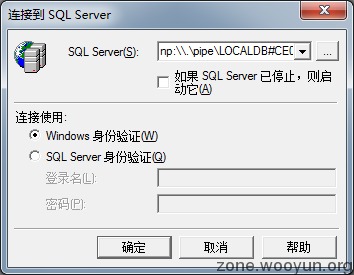 连接到 SQL Server
SQL Server(S):
np:\\.\pipe\LOCALDB#CE0
...
如果 SQL Server 已停止，则启
动它(A)
连接使用:
Windows 身份验证(W)
SQL Server 身份验证(Q)
登录名(L):
密码(P):
确定
取消
帮助
zone.wooyun.org